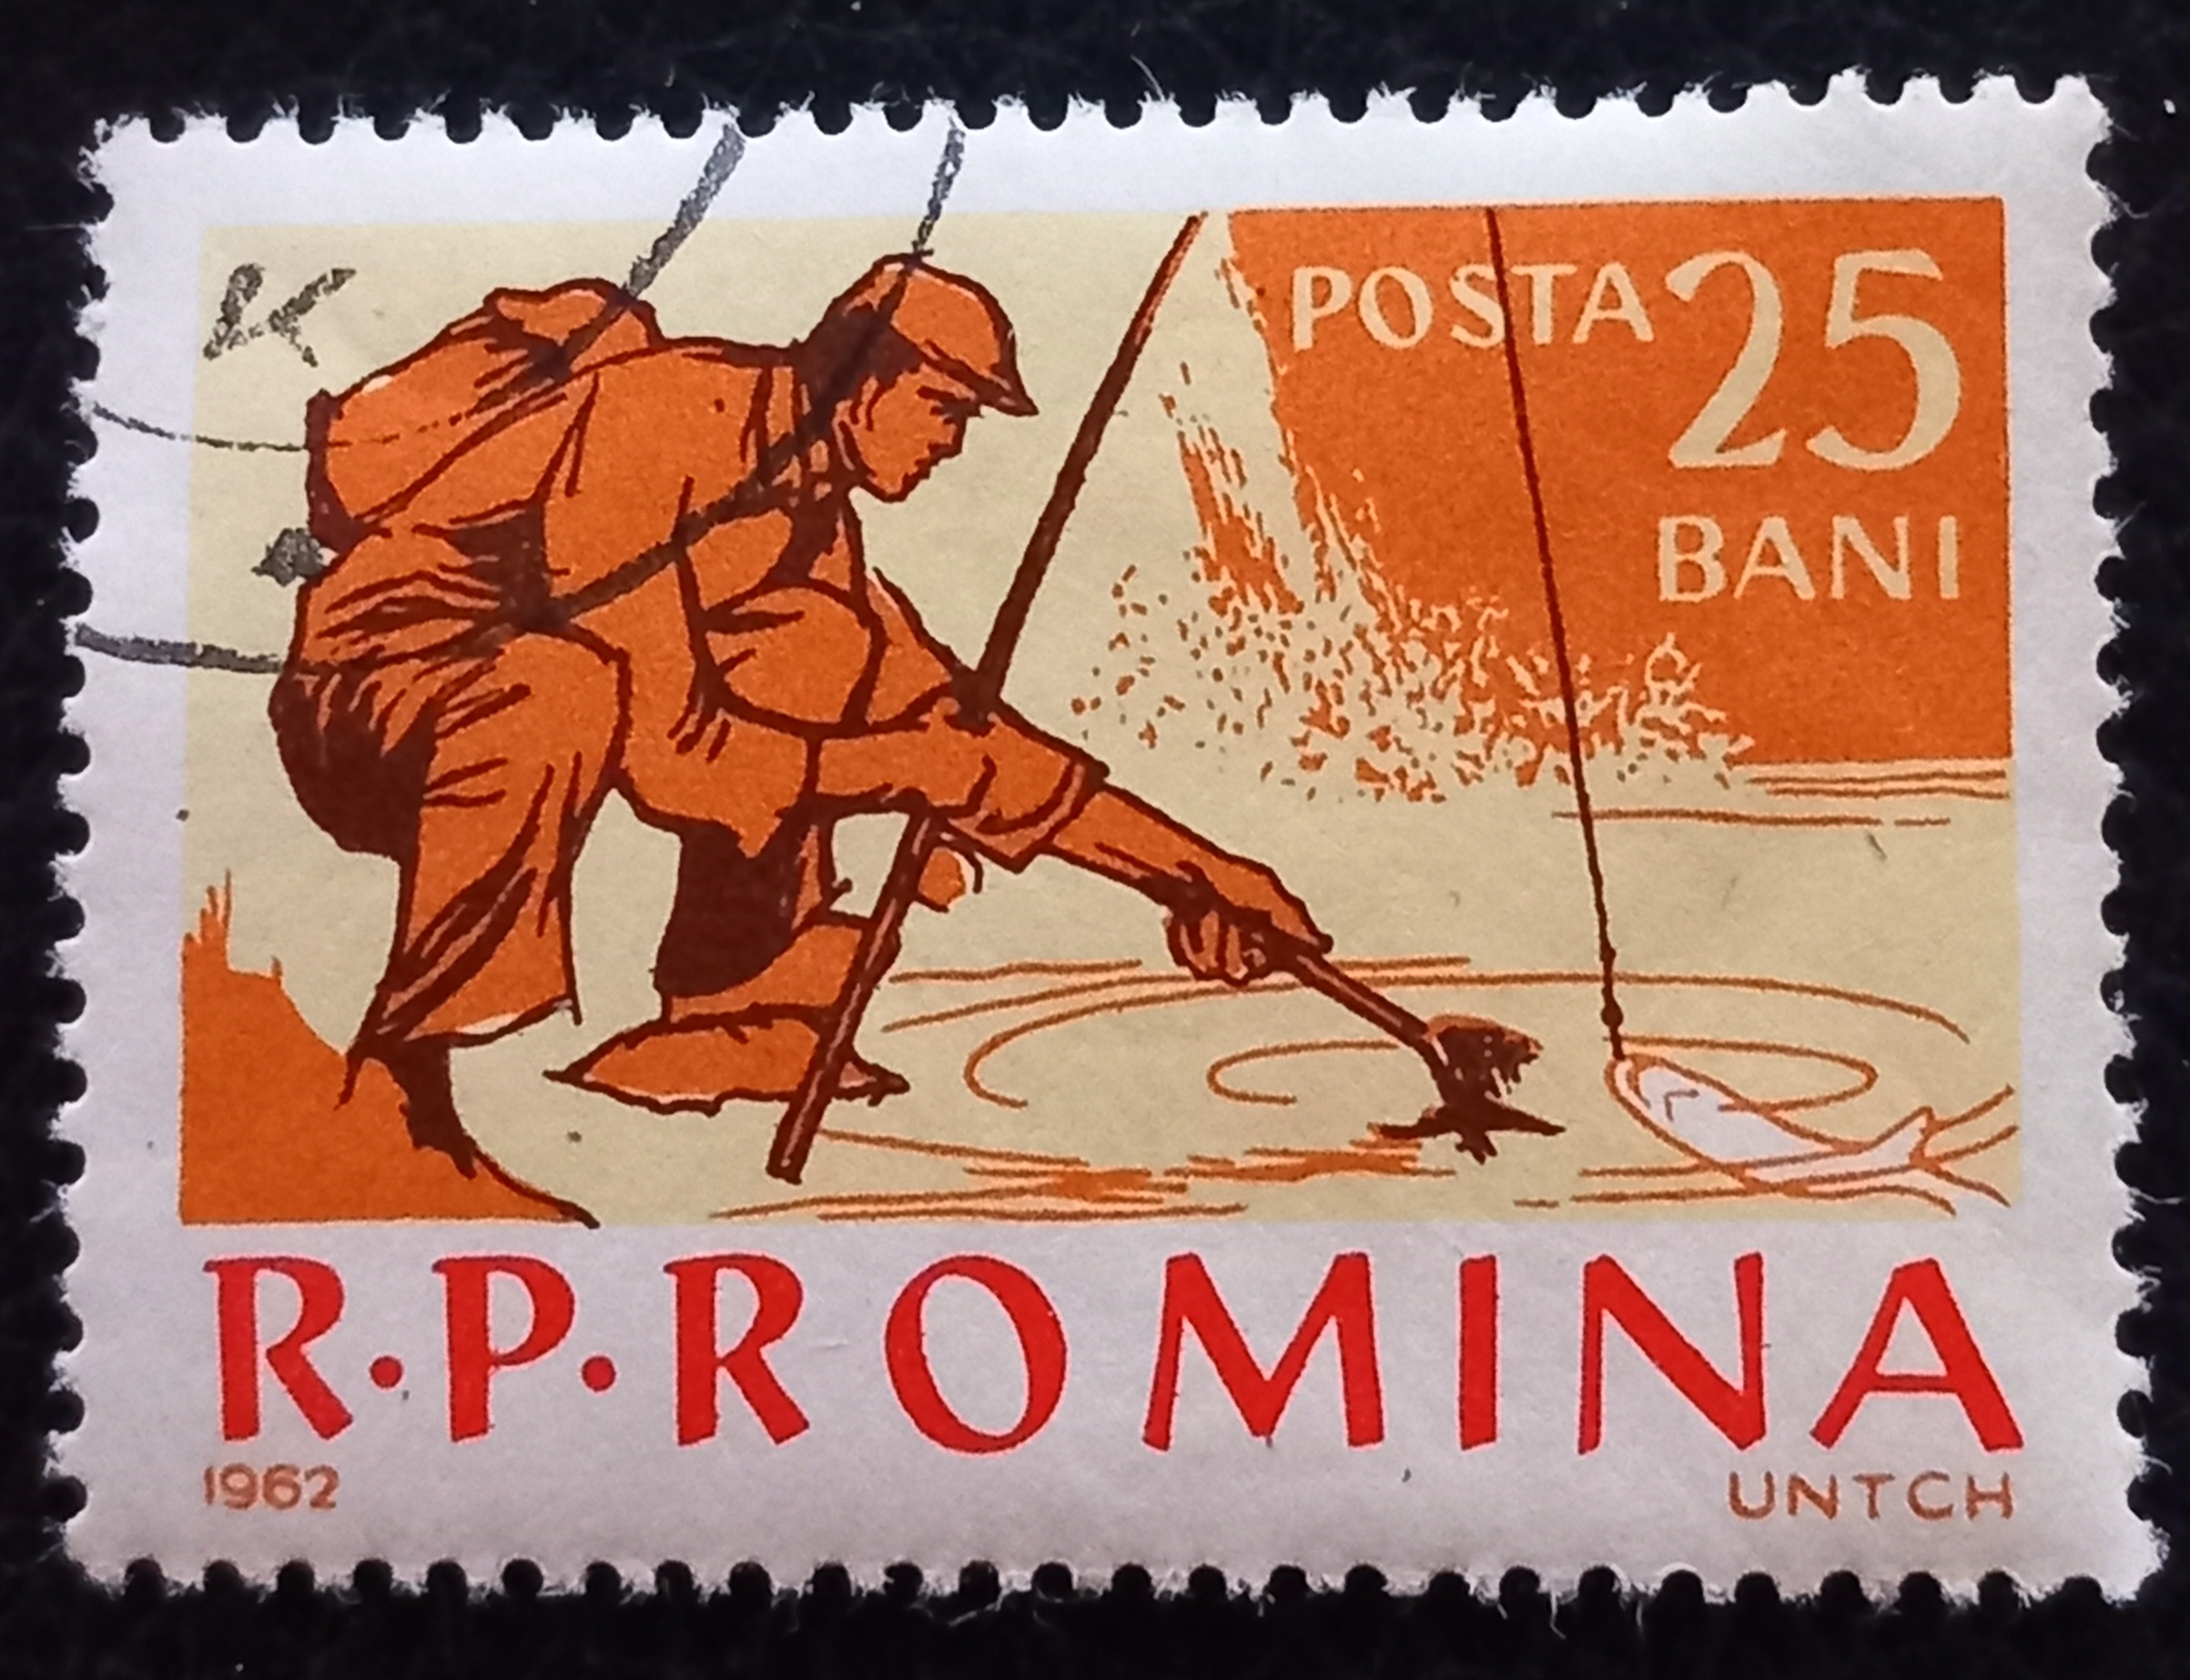 K
POSTA 25
BANI
R·P·ROMINA
1962
UNTCH